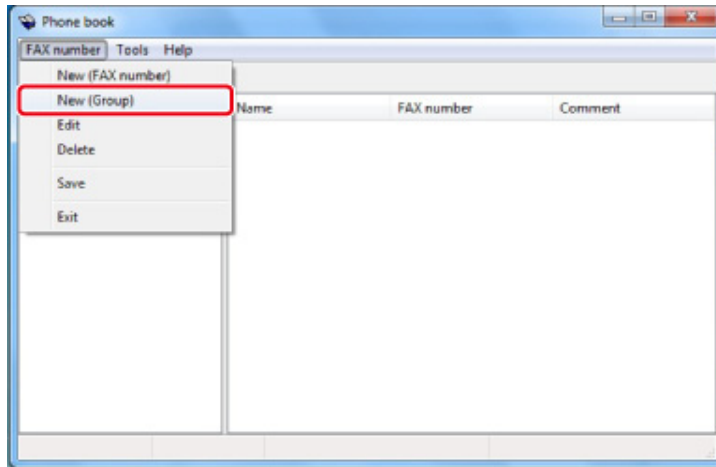 Phone book
FAX number Tools Help
New (FAX number)
New (Group)
Name FAX number Comment
Edit
Delete
Save
Exit